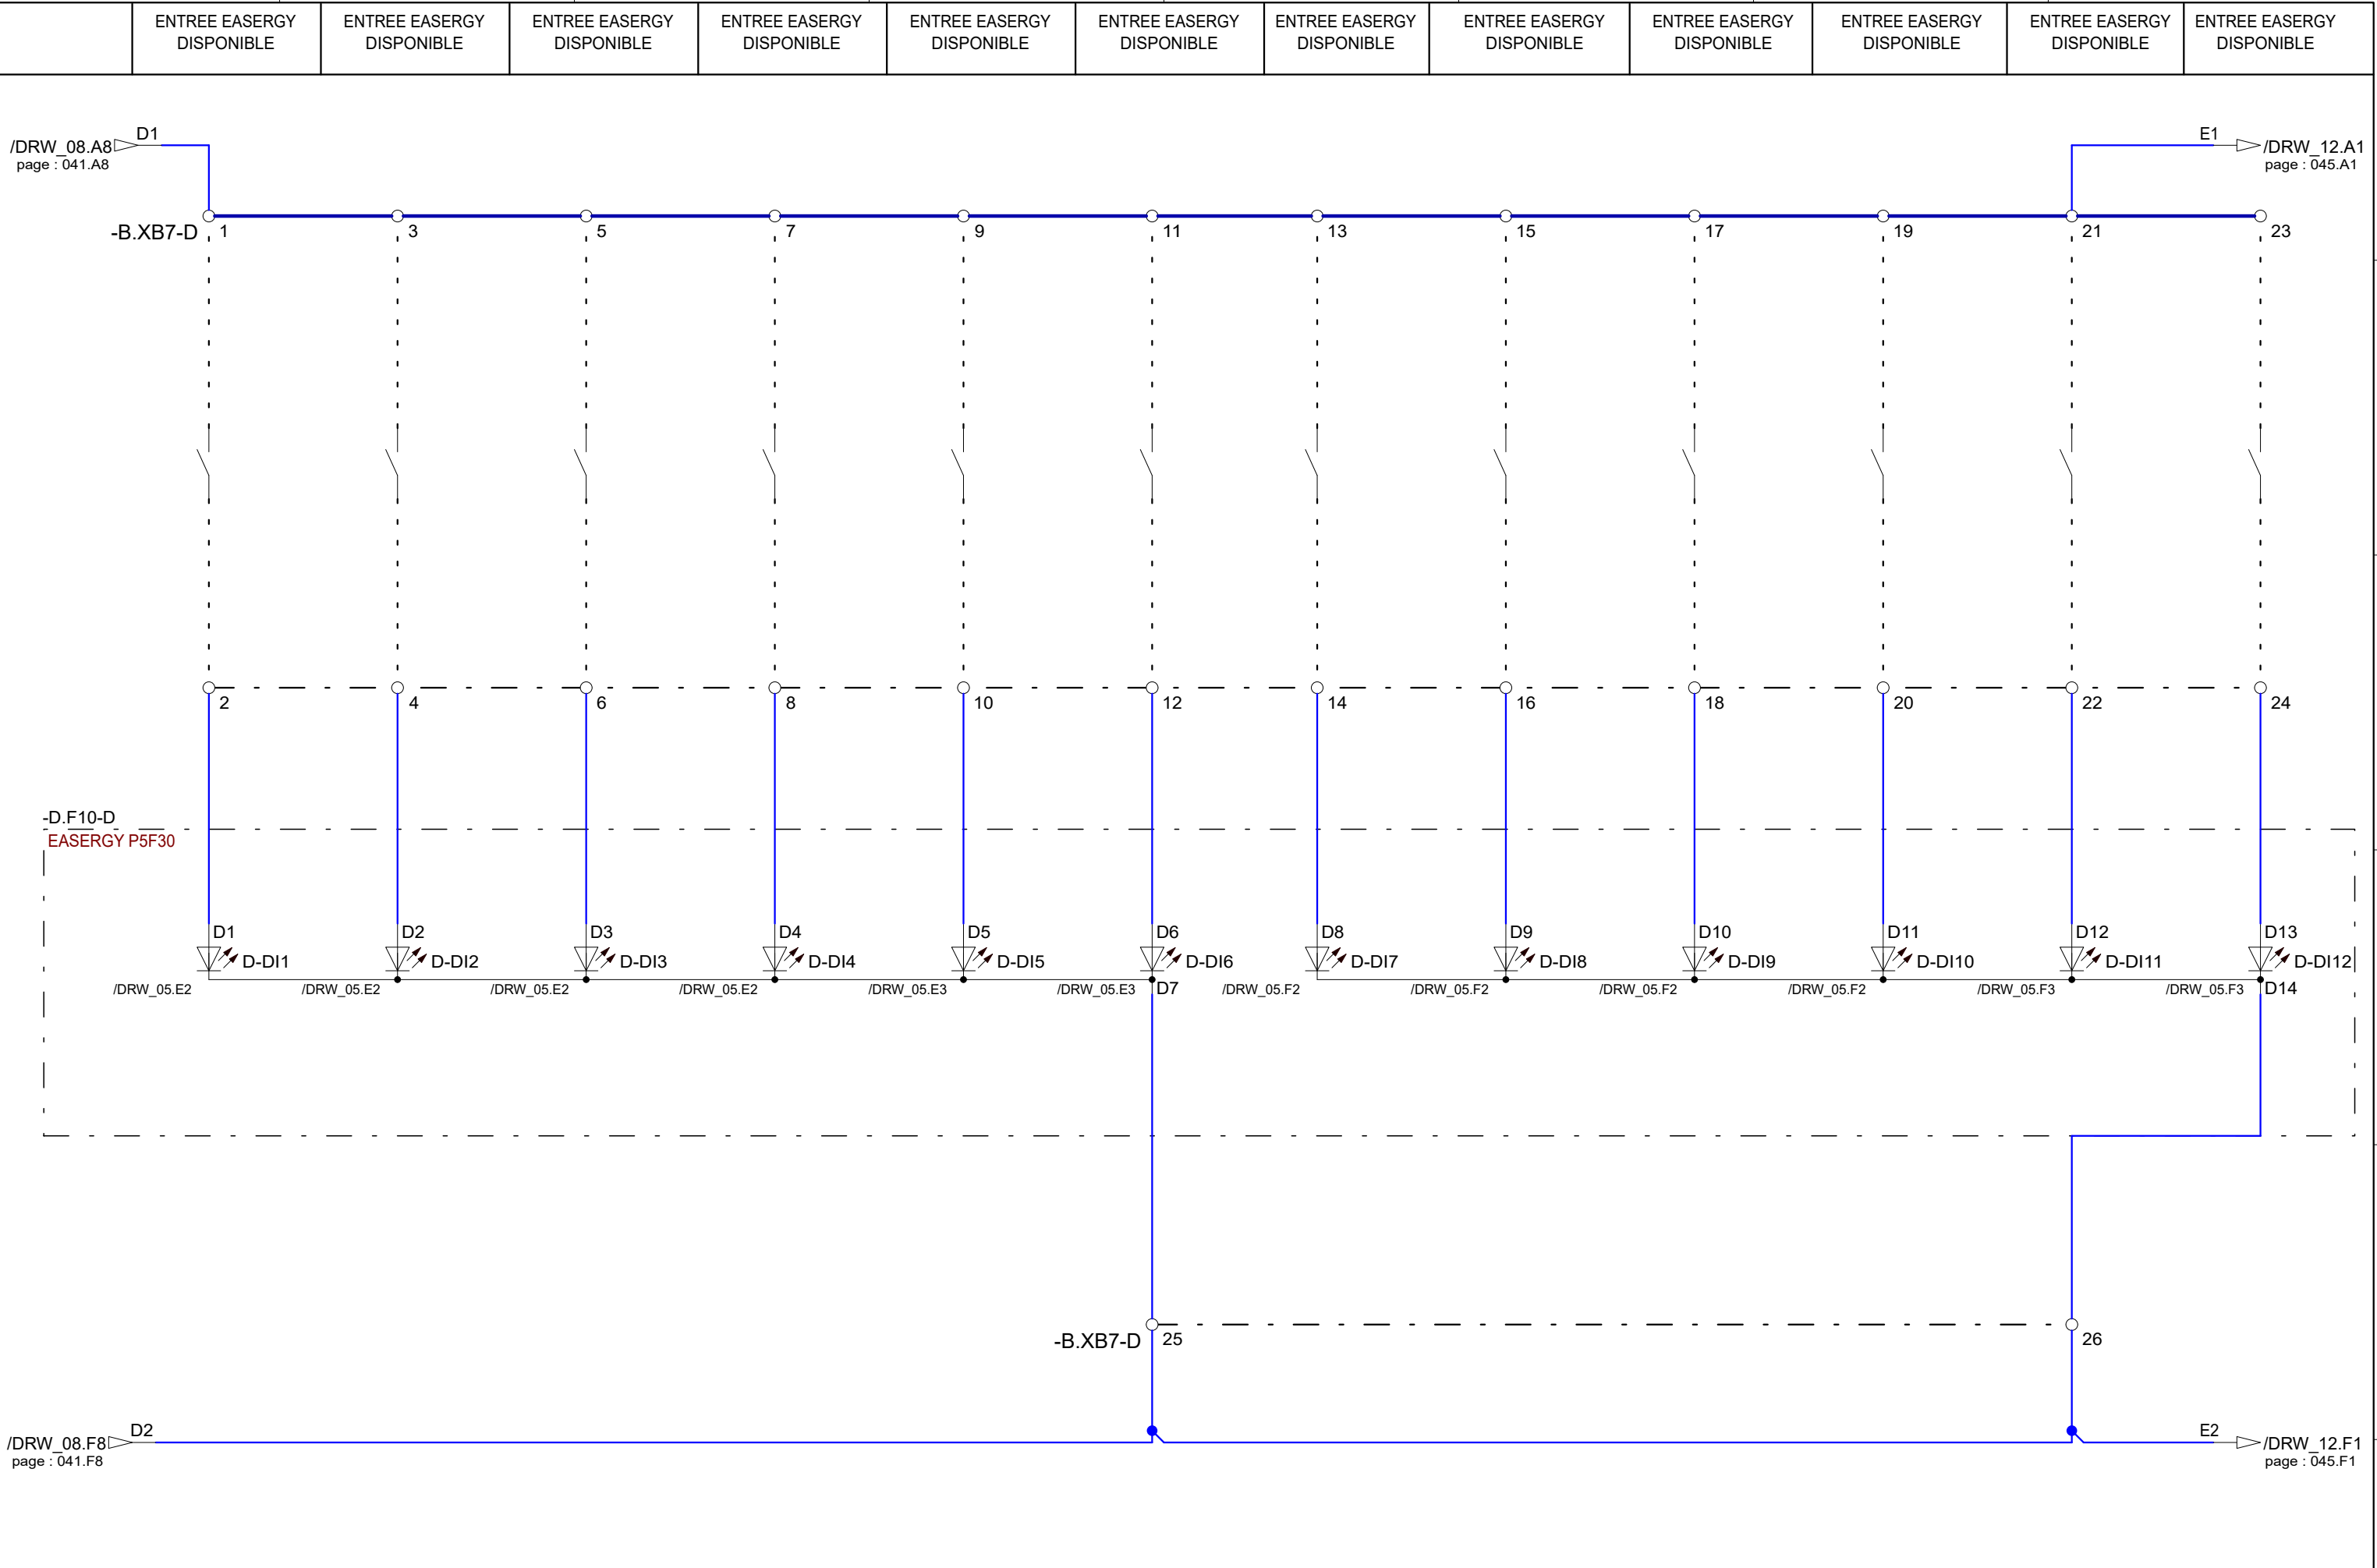 ENTREE EASERGY
DISPONIBLE
ENTREE EASERGY
DISPONIBLE
ENTREE EASERGY
DISPONIBLE
ENTREE EASERGY
DISPONIBLE
ENTREE EASERGY
DISPONIBLE
ENTREE EASERGY
DISPONIBLE
ENTREE EASERGY
DISPONIBLE
ENTREE EASERGY
DISPONIBLE
ENTREE EASERGY
DISPONIBLE
ENTREE EASERGY
DISPONIBLE
ENTREE EASERGY
DISPONIBLE
ENTREE EASERGY
DISPONIBLE
D1
/DRW_08.A8
page : 041.A8
E1
/DRW_12.A1
page : 045.A1
-B.XB7-D 1 3 5 7 9 11 13 15 17 19 21 23
2 4 6 8 10 12 14 16 18 20 22 24
-D.F10-D
EASERGY P5F30
D1 D2 D3 D4 D5 D6 D8 D9 D10 D11 D12 D13
D-DI1 D-DI2 D-DI3 D-DI4 D-DI5 D-DI6 D-DI7 D-DI8 D-DI9 D-DI10 D-DI11 D-DI12
/DRW_05.E2 /DRW_05.E2 /DRW_05.E2 /DRW_05.E2 /DRW_05.E3 /DRW_05.E3 D7 /DRW_05.F2 /DRW_05.F2 /DRW_05.F2 /DRW_05.F2 /DRW_05.F3 /DRW_05.F3 D14
-B.XB7-D 25 26
D2
/DRW_08.F8
page : 041.F8
E2
/DRW_12.F1
page : 045.F1